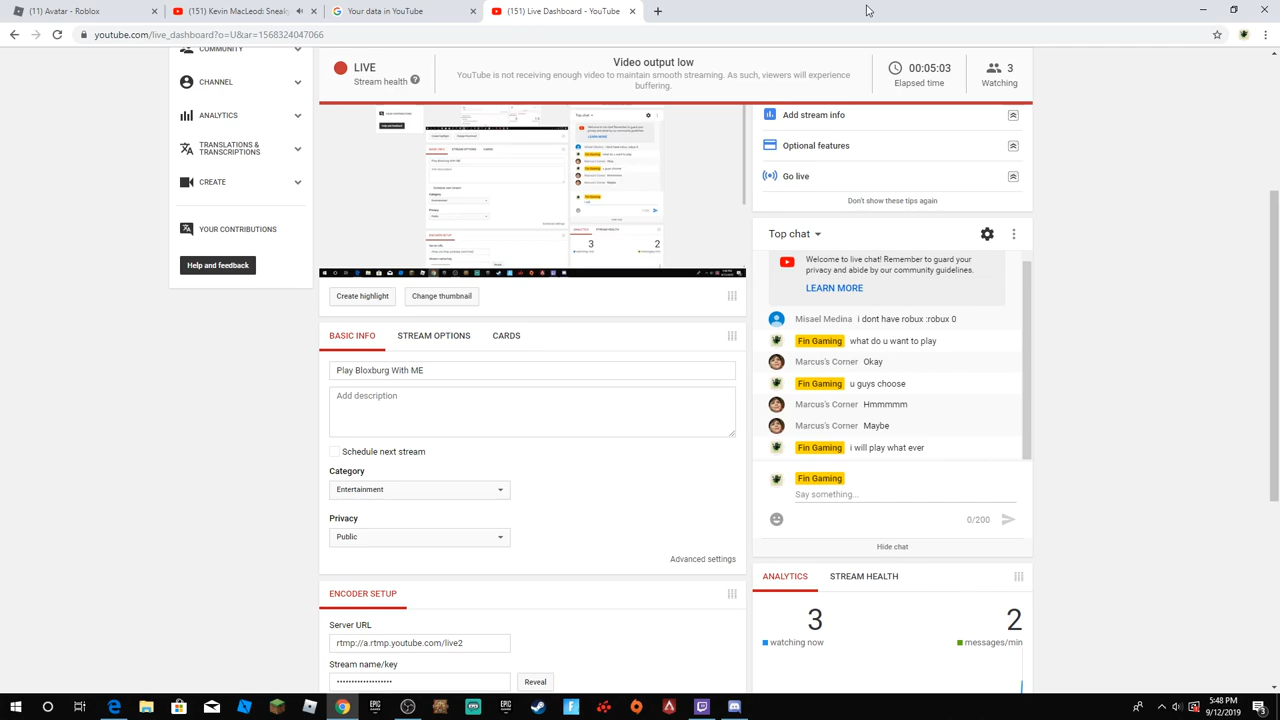 (151) Avatar - Roblox
(151) Kevin MacLeod: Sneak
Your data in YouTube
(151) Live Dashboard - YouTube
youtube.com/live_dashboard?o=U&ar=1568324047066
COMMUNITY
CHANNEL
ANALYTICS
TRANSLATIONS &
TRANSCRIPTIONS
CREATE
YOUR CONTRIBUTIONS
Help and feedback
LIVE
Stream health
Video output low
YouTube is not receiving enough video to maintain smooth streaming. As such, viewers will experience
buffering.
00:05:03
Elapsed time
3
Watching
Create highlight
Change thumbnail
BASIC INFO
STREAM OPTIONS
CARDS
Play Bloxburg With ME
Add description
Schedule next stream
Category
Entertainment
Privacy
Public
Advanced settings
ENCODER SETUP
Server URL
rtmp://a.rtmp.youtube.com/live2
Stream name/key
••••••••••••••••••••
Reveal
Add stream info
Optional features
Go live
Don't show these tips again
Top chat
Welcome to live chat! Remember to guard your
privacy and abide by our community guidelines.
LEARN MORE
Misael Medina i dont have robux :robux 0
Fin Gaming what do u want to play
Marcus's Corner Okay
Fin Gaming u guys choose
Marcus's Corner Hmmmmm
Marcus's Corner Maybe
Fin Gaming i will play what ever
Fin Gaming
Say something...
0/200
Hide chat
ANALYTICS
STREAM HEALTH
3
watching now
2
messages/min
5:48 PM
9/12/2019